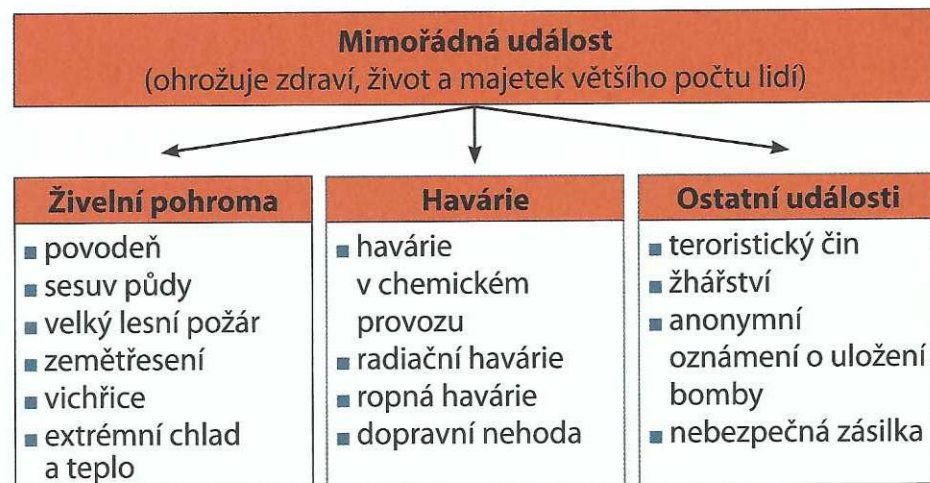 Mimořádná událost
(ohrožuje zdraví, život a majetek většího počtu lidí)
Živelní pohroma
povodeň
sesuv půdy
velký lesní požár
zemětřesení
vichřice
extrémní chlad
a teplo
Havárie
havárie
v chemickém
provozu
radiační havárie
ropná havárie
dopravní nehoda
Ostatní události
teroristický čin
žhářství
anonymní
oznámení o uložení
bomby
nebezpečná zásilka